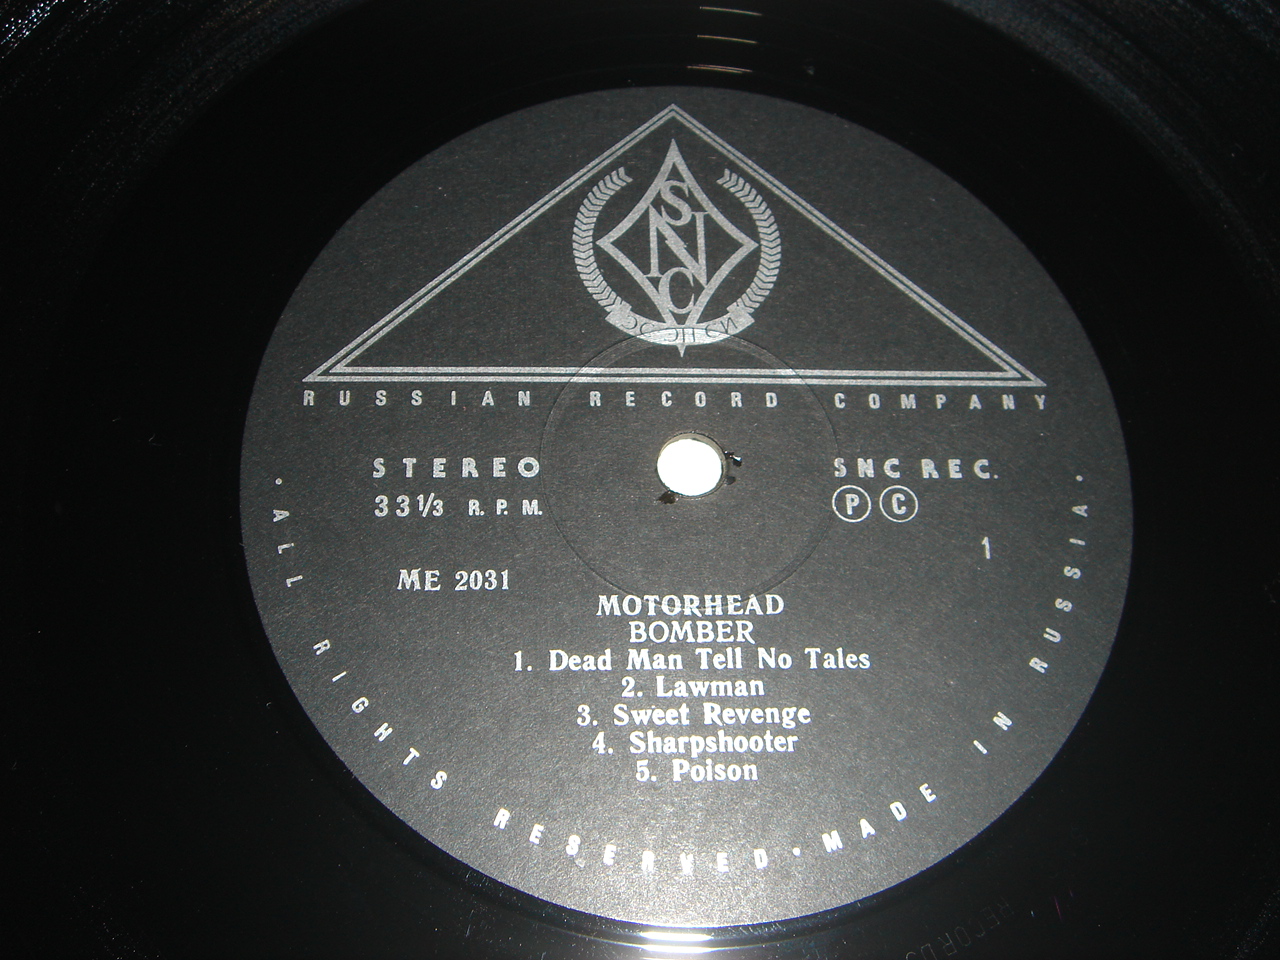 SNC
RUSSIAN RECORD COMPANY
STEREO
SNC REC.
33 1/3 R. P. M.
P C
1
ME 2031
MOTORHEAD
BOMBER
1. Dead Man Tell No Tales
2. Lawman
3. Sweet Revenge
4. Sharpshooter
5. Poison
· ALL RIGHTS RESERVED · MADE IN RUSSIA ·
RECORDS